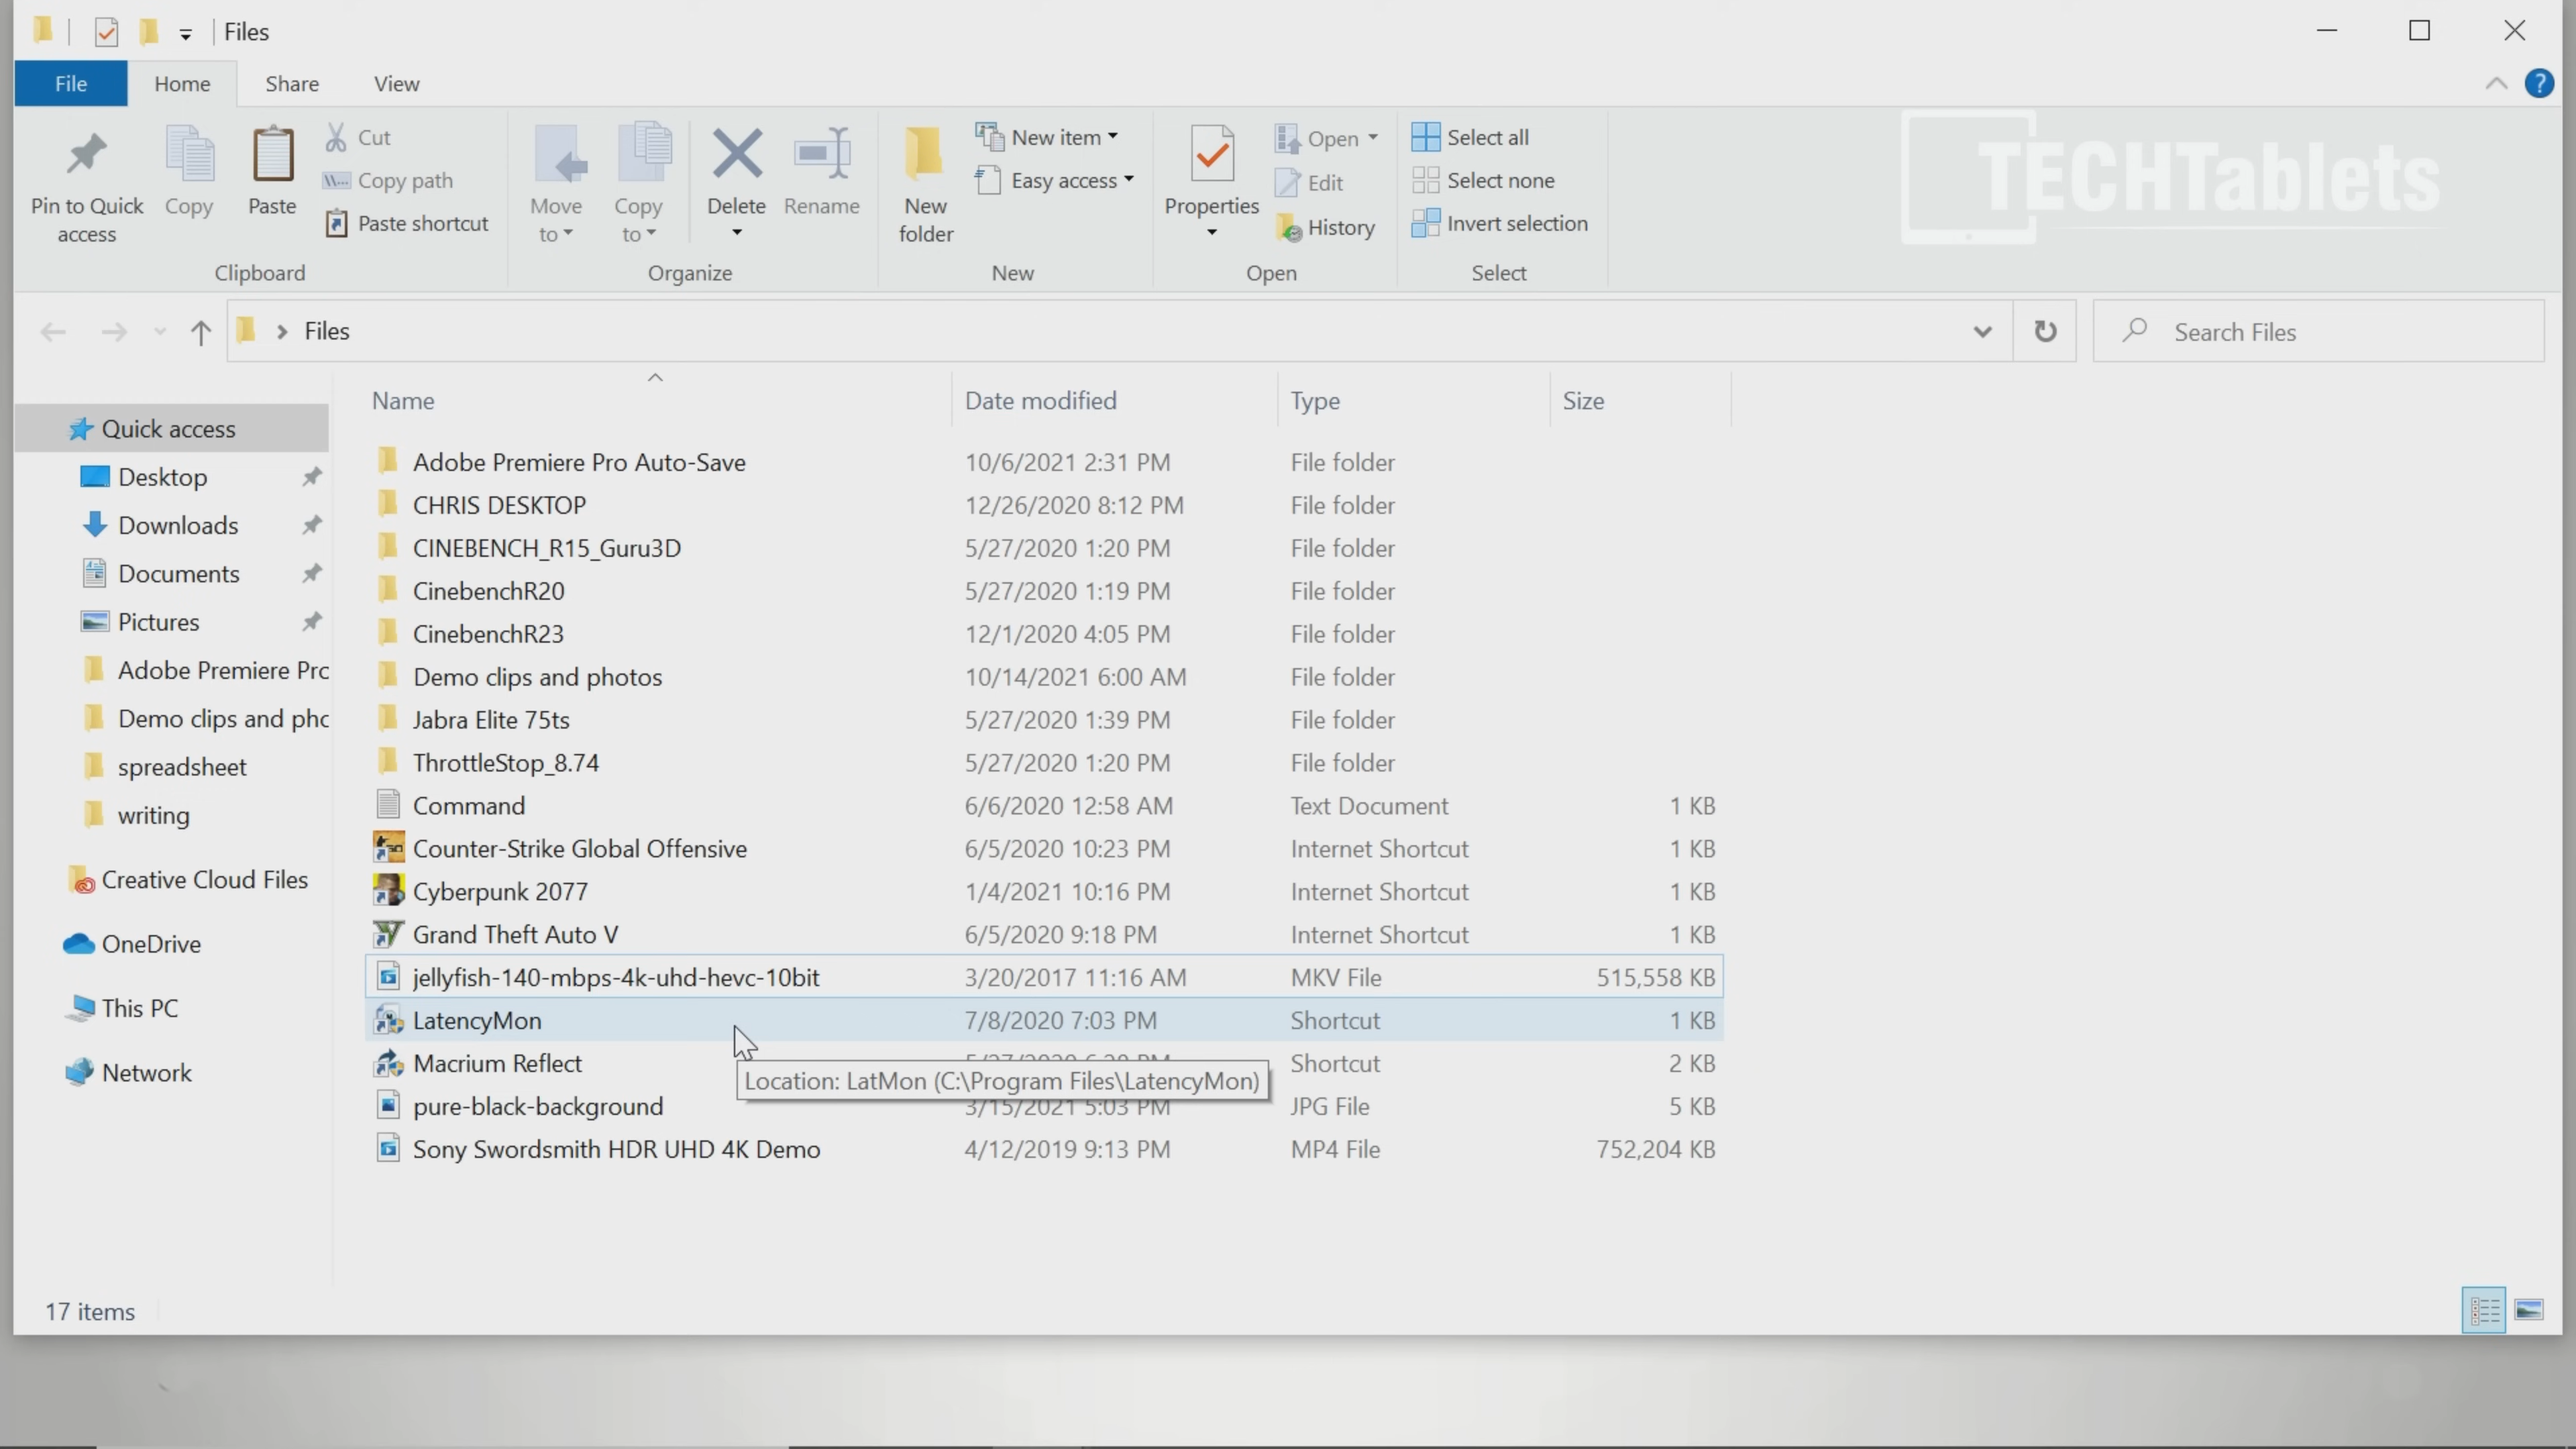 Files
File Home Share View
Pin to Quick access
Copy
Paste
Cut
Copy path
Paste shortcut
Clipboard
Move to
Copy to
Delete
Rename
Organize
New folder
New item
Easy access
New
Properties
Open
Edit
History
Open
Select all
Select none
Invert selection
Select
TECHTablets
Files
Search Files
Quick access
Desktop
Downloads
Documents
Pictures
Adobe Premiere Pro
Demo clips and pho
spreadsheet
writing
Creative Cloud Files
OneDrive
This PC
Network
Name Date modified Type Size
Adobe Premiere Pro Auto-Save 10/6/2021 2:31 PM File folder
CHRIS DESKTOP 12/26/2020 8:12 PM File folder
CINEBENCH_R15_Guru3D 5/27/2020 1:20 PM File folder
CinebenchR20 5/27/2020 1:19 PM File folder
CinebenchR23 12/1/2020 4:05 PM File folder
Demo clips and photos 10/14/2021 6:00 AM File folder
Jabra Elite 75ts 5/27/2020 1:39 PM File folder
ThrottleStop_8.74 5/27/2020 1:20 PM File folder
Command 6/6/2020 12:58 AM Text Document 1 KB
Counter-Strike Global Offensive 6/5/2020 10:23 PM Internet Shortcut 1 KB
Cyberpunk 2077 1/4/2021 10:16 PM Internet Shortcut 1 KB
Grand Theft Auto V 6/5/2020 9:18 PM Internet Shortcut 1 KB
jellyfish-140-mbps-4k-uhd-hevc-10bit 3/20/2017 11:16 AM MKV File 515,558 KB
LatencyMon 7/8/2020 7:03 PM Shortcut 1 KB
Macrium Reflect Shortcut 2 KB
Location: LatMon (C:\Program Files\LatencyMon)
pure-black-background 3/15/2021 5:03 PM JPG File 5 KB
Sony Swordsmith HDR UHD 4K Demo 4/12/2019 9:13 PM MP4 File 752,204 KB
17 items